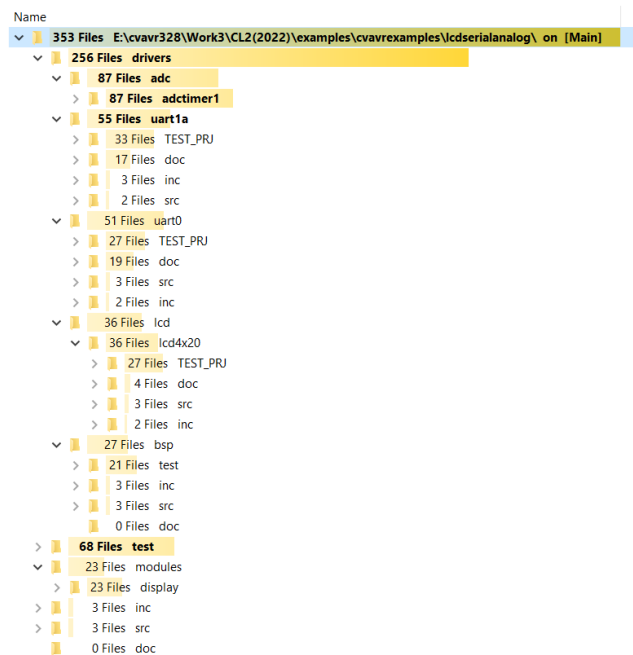 Name
353 Files E:\cvavr328\Work3\CL2(2022)\examples\cvavrexamples\lcdserialanalog\ on [Main]
256 Files drivers
87 Files adc
87 Files adctimer1
55 Files uart1a
33 Files TEST_PRJ
17 Files doc
3 Files inc
2 Files src
51 Files uart0
27 Files TEST_PRJ
19 Files doc
3 Files src
2 Files inc
36 Files lcd
36 Files lcd4x20
27 Files TEST_PRJ
4 Files doc
3 Files src
2 Files inc
27 Files bsp
21 Files test
3 Files inc
3 Files src
0 Files doc
68 Files test
23 Files modules
23 Files display
3 Files inc
3 Files src
0 Files doc